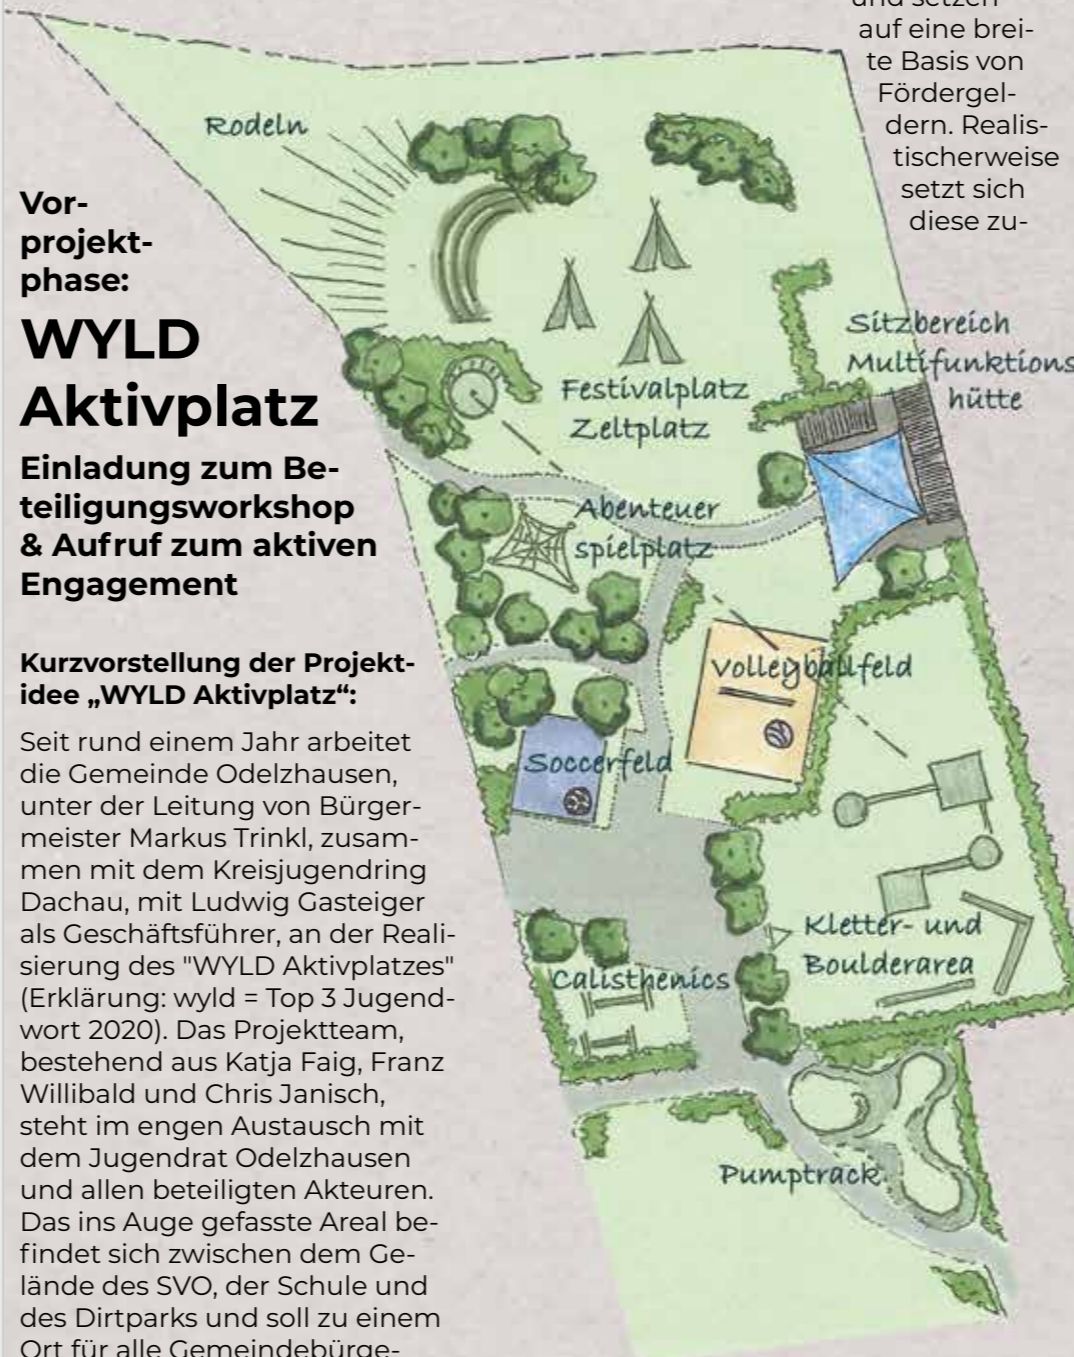 Vor-
projekt-
phase:
WYLD
Aktivplatz
Einladung zum Be-
teiligungsworkshop
& Aufruf zum aktiven
Engagement
Kurzvorstellung der Projekt-
idee „WYLD Aktivplatz“:
Seit rund einem Jahr arbeitet
die Gemeinde Odelzhausen,
unter der Leitung von Bürger-
meister Markus Trinkl, zusam-
men mit dem Kreisjugendring
Dachau, mit Ludwig Gasteiger
als Geschäftsführer, an der Reali-
sierung des "WYLD Aktivplatzes"
(Erklärung: wyld = Top 3 Jugend-
wort 2020). Das Projektteam,
bestehend aus Katja Faig, Franz
Willibald und Chris Janisch,
steht im engen Austausch mit
dem Jugendrat Odelzhausen
und allen beteiligten Akteuren.
Das ins Auge gefasste Areal be-
findet sich zwischen dem Ge-
lände des SVO, der Schule und
des Dirtparks und soll zu einem
Ort für alle Gemeindebürge-
und setzen
auf eine brei-
te Basis von
Fördergel-
dern. Realis-
tischerweise
setzt sich
diese zu-
Rodeln
Festivalplatz
Zeltplatz
Sitzbereich
Multifunktions
hütte
Abenteuer
spielplatz
Volleyballfeld
Soccerfeld
Kletter- und
Boulderarea
Calisthenics
Pumptrack